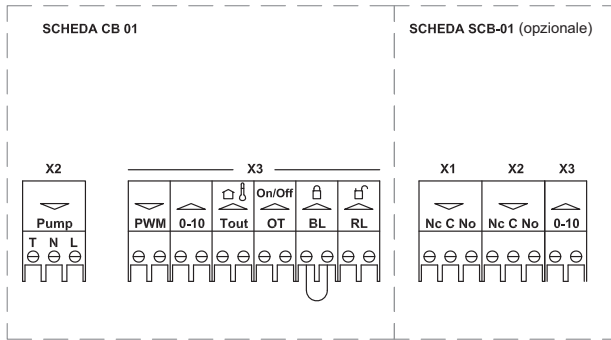 SCHEDA CB 01
SCHEDA SCB-01 (opzionale)
X2
X3
X1
X2
X3
On/Off
Pump
PWM
0-10
Tout
OT
BL
RL
Nc C No
Nc C No
0-10
T N L